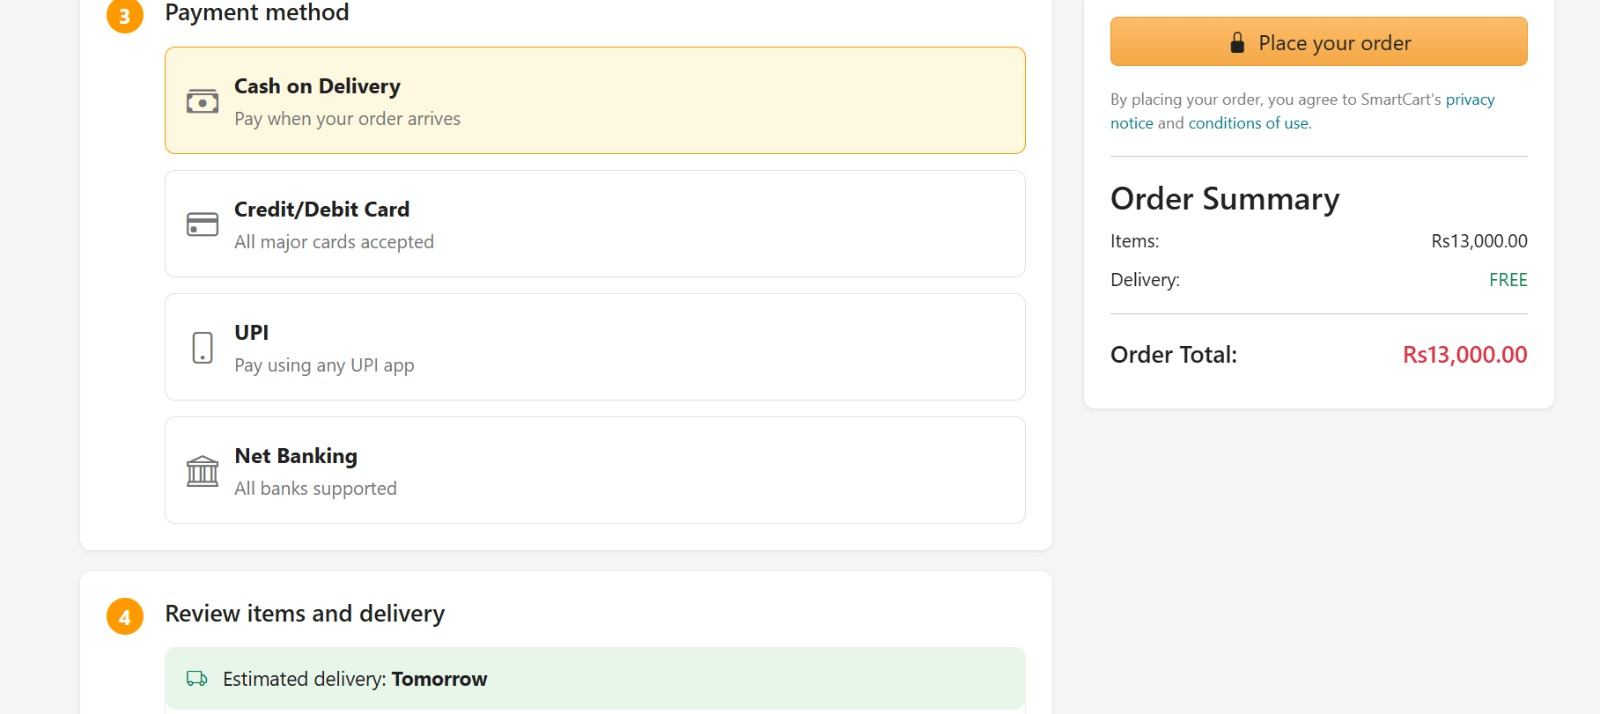 3
Payment method
Cash on Delivery
Pay when your order arrives
Credit/Debit Card
All major cards accepted
UPI
Pay using any UPI app
Net Banking
All banks supported
4
Review items and delivery
Estimated delivery: Tomorrow
Place your order
By placing your order, you agree to SmartCart's privacy
notice and conditions of use.
Order Summary
Items: Rs13,000.00
Delivery: FREE
Order Total: Rs13,000.00